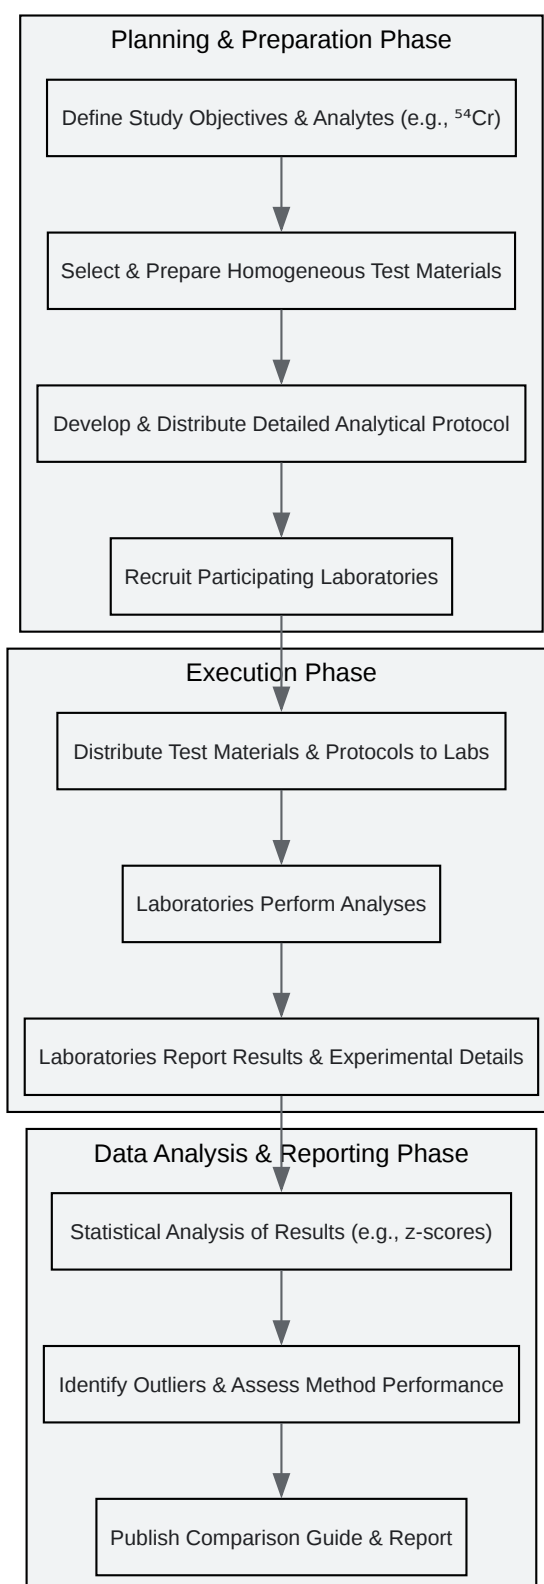 Planning & Preparation Phase
Define Study Objectives & Analytes (e.g., ⁵⁴Cr)
Select & Prepare Homogeneous Test Materials
Develop & Distribute Detailed Analytical Protocol
Recruit Participating Laboratories
Execution Phase
Distribute Test Materials & Protocols to Labs
Laboratories Perform Analyses
Laboratories Report Results & Experimental Details
Data Analysis & Reporting Phase
Statistical Analysis of Results (e.g., z-scores)
Identify Outliers & Assess Method Performance
Publish Comparison Guide & Report